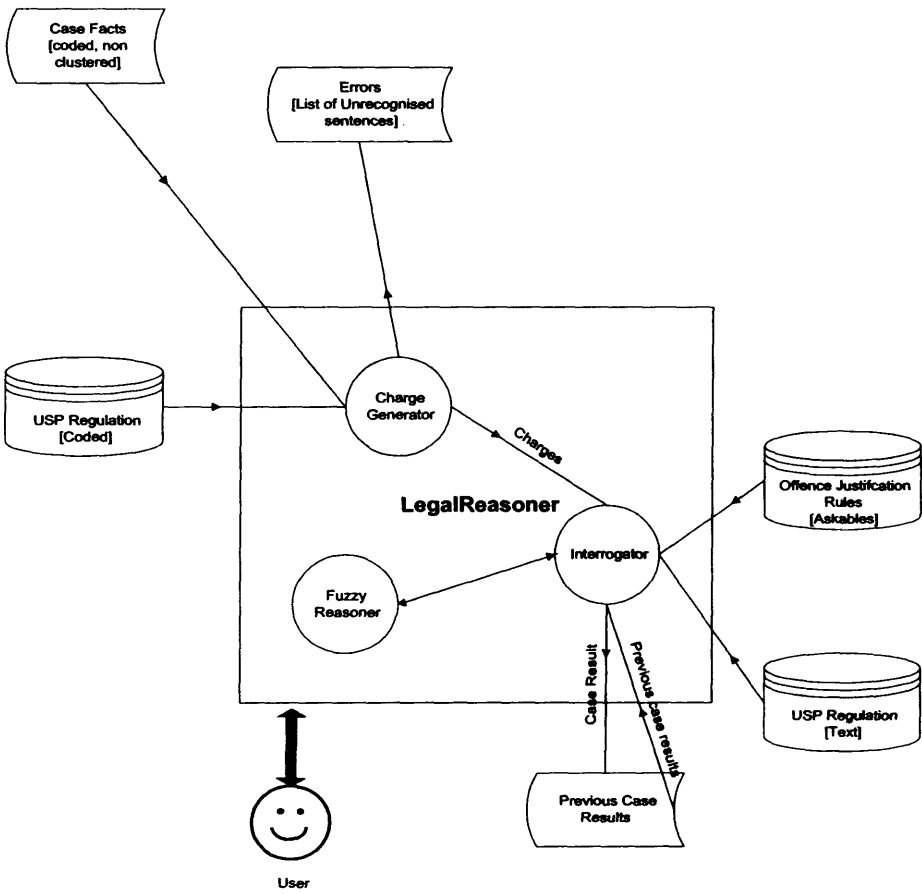 Case Facts
[coded, non
clustered]
Errors
[List of Unrecognised
sentences]
Charge
Generator
USP Regulation
[Coded]
Charges
LegalReasoner
Offence Justifcation
Rules
[Askables]
Interrogator
Fuzzy
Reasoner
Case Result
Previous case results
USP Regulation
[Text]
Previous Case
Results
User